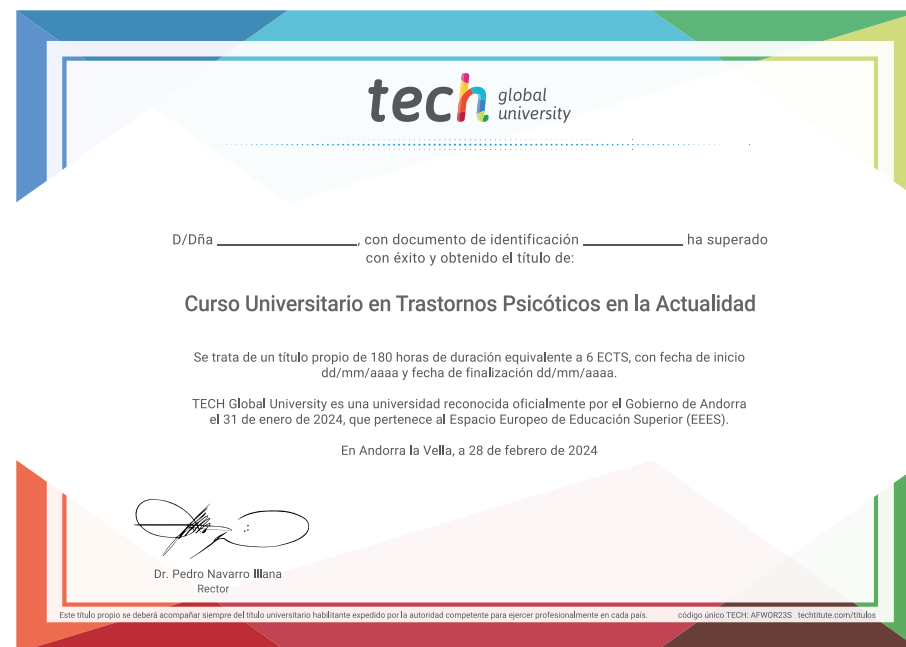 tech global
university
D/Dña ____________________, con documento de identificación ______________ ha superado
con éxito y obtenido el título de:
Curso Universitario en Trastornos Psicóticos en la Actualidad
Se trata de un título propio de 180 horas de duración equivalente a 6 ECTS, con fecha de inicio
dd/mm/aaaa y fecha de finalización dd/mm/aaaa.
TECH Global University es una universidad reconocida oficialmente por el Gobierno de Andorra
el 31 de enero de 2024, que pertenece al Espacio Europeo de Educación Superior (EEES).
En Andorra la Vella, a 28 de febrero de 2024
Dr. Pedro Navarro Illana
Rector
Este título propio se deberá acompañar siempre del título universitario habilitante expedido por la autoridad competente para ejercer profesionalmente en cada país. código único TECH: AFWOR23S techtitute.com/titulos